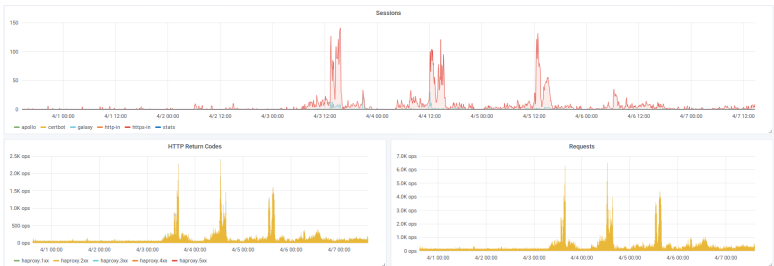 Sessions
150
100
50
0
4/1 00:00 4/1 12:00 4/2 00:00 4/2 12:00 4/3 00:00 4/3 12:00 4/4 00:00 4/4 12:00 4/5 00:00 4/5 12:00 4/6 00:00 4/6 12:00 4/7 00:00 4/7 12:00
apollo certbot galaxy http-in https-in stats
HTTP Return Codes
2.5K ops
2.0K ops
1.5K ops
1.0K ops
500 ops
0 ops
4/1 00:00 4/2 00:00 4/3 00:00 4/4 00:00 4/5 00:00 4/6 00:00 4/7 00:00
haproxy.1xx haproxy.2xx haproxy.3xx haproxy.4xx haproxy.5xx
Requests
7.0K ops
6.0K ops
5.0K ops
4.0K ops
3.0K ops
2.0K ops
1.0K ops
0 ops
4/1 00:00 4/2 00:00 4/3 00:00 4/4 00:00 4/5 00:00 4/6 00:00 4/7 00:00